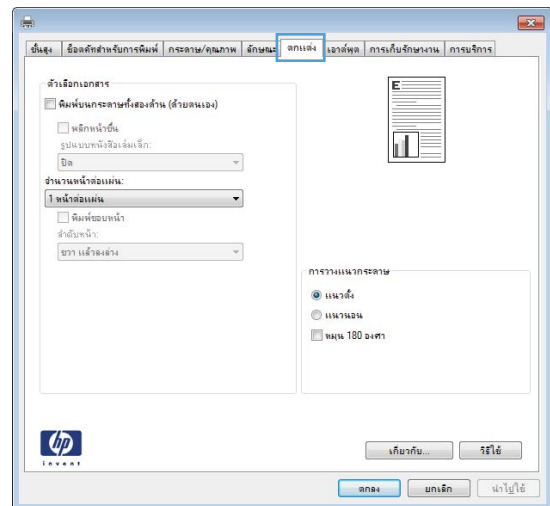 ขั้นสูง ช็อตคัทสำหรับการพิมพ์ กระดาษ/คุณภาพ ลักษณะ ตกแต่ง เอาต์พุต การเก็บรักษางาน การบริการ
ตัวเลือกเอกสาร
พิมพ์บนกระดาษทั้งสองด้าน (ด้วยตนเอง)
พลิกหน้าขึ้น
รูปแบบหนังสือเล่มเล็ก:
ปิด
จำนวนหน้าต่อแผ่น:
1 หน้าต่อแผ่น
พิมพ์ขอบหน้า
ลำดับหน้า:
ขวา แล้วลงล่าง
E
การวางแนวกระดาษ
แนวตั้ง
แนวนอน
หมุน 180 องศา
hp
invent
เกี่ยวกับ... วิธีใช้
ตกลง ยกเลิก นำไปใช้